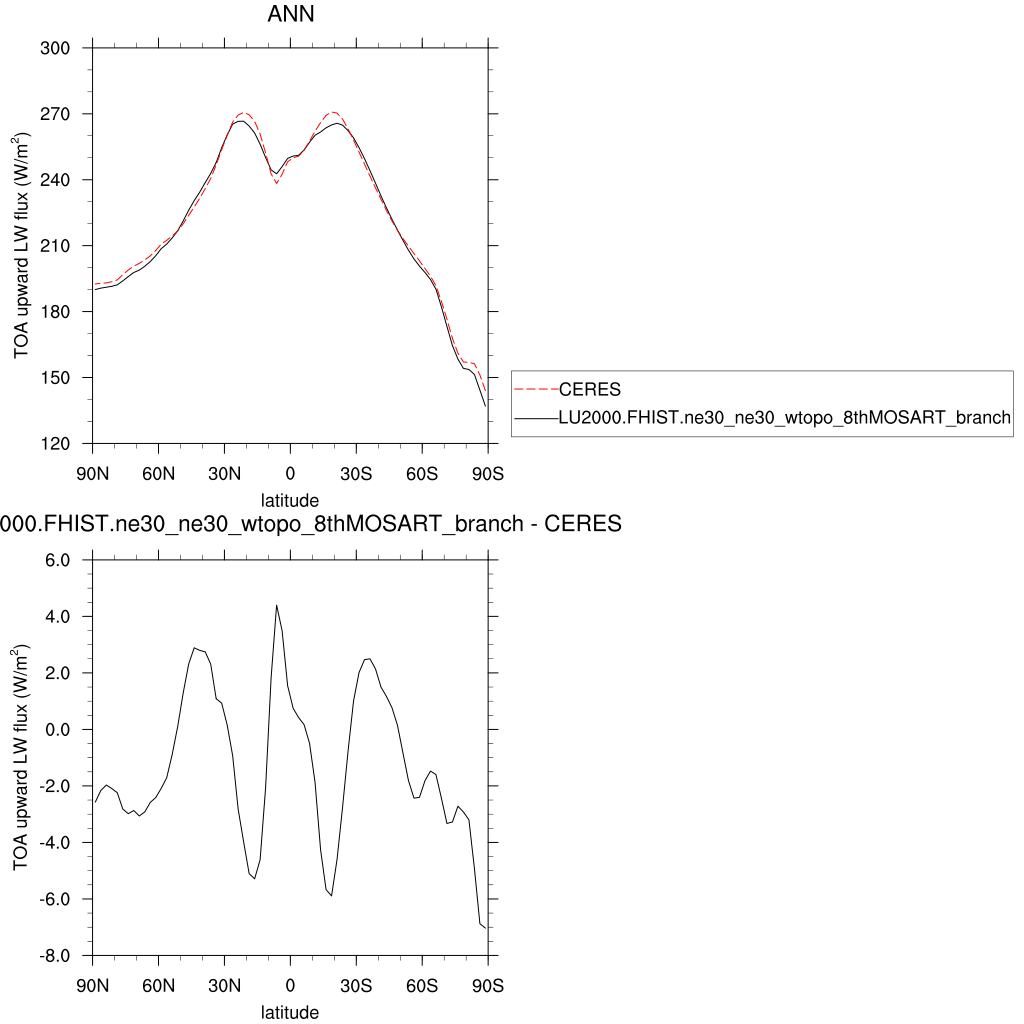 ANN
300
270
240
210
180
150
120
TOA upward LW flux (W/m²)
90N 60N 30N 0 30S 60S 90S
latitude
CERES
LU2000.FHIST.ne30_ne30_wtopo_8thMOSART_branch
000.FHIST.ne30_ne30_wtopo_8thMOSART_branch - CERES
6.0
4.0
2.0
0.0
-2.0
-4.0
-6.0
-8.0
TOA upward LW flux (W/m²)
90N 60N 30N 0 30S 60S 90S
latitude